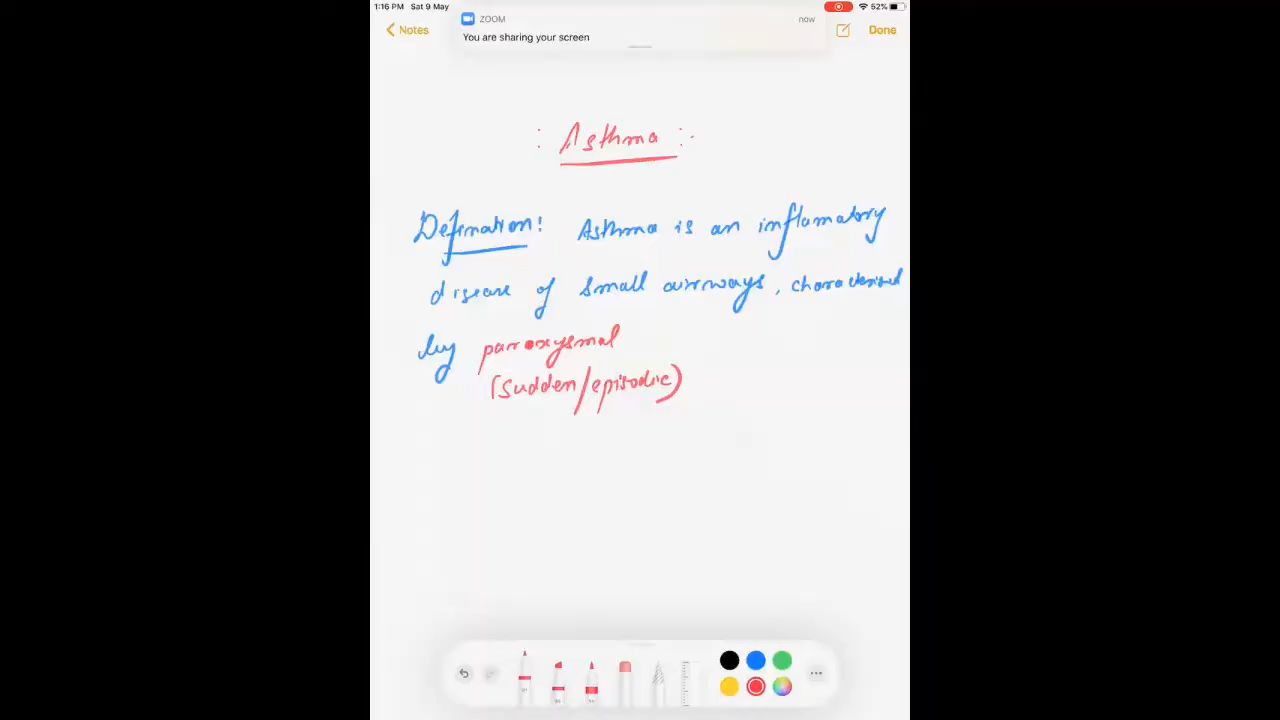 1:16 PM Sat 9 May 52%
ZOOM now
You are sharing your screen
Notes Done
: Asthma :-
Defination: Asthma is an inflamatory
disease of small airways, characterised
by paroxysmal
(Sudden/episodic)